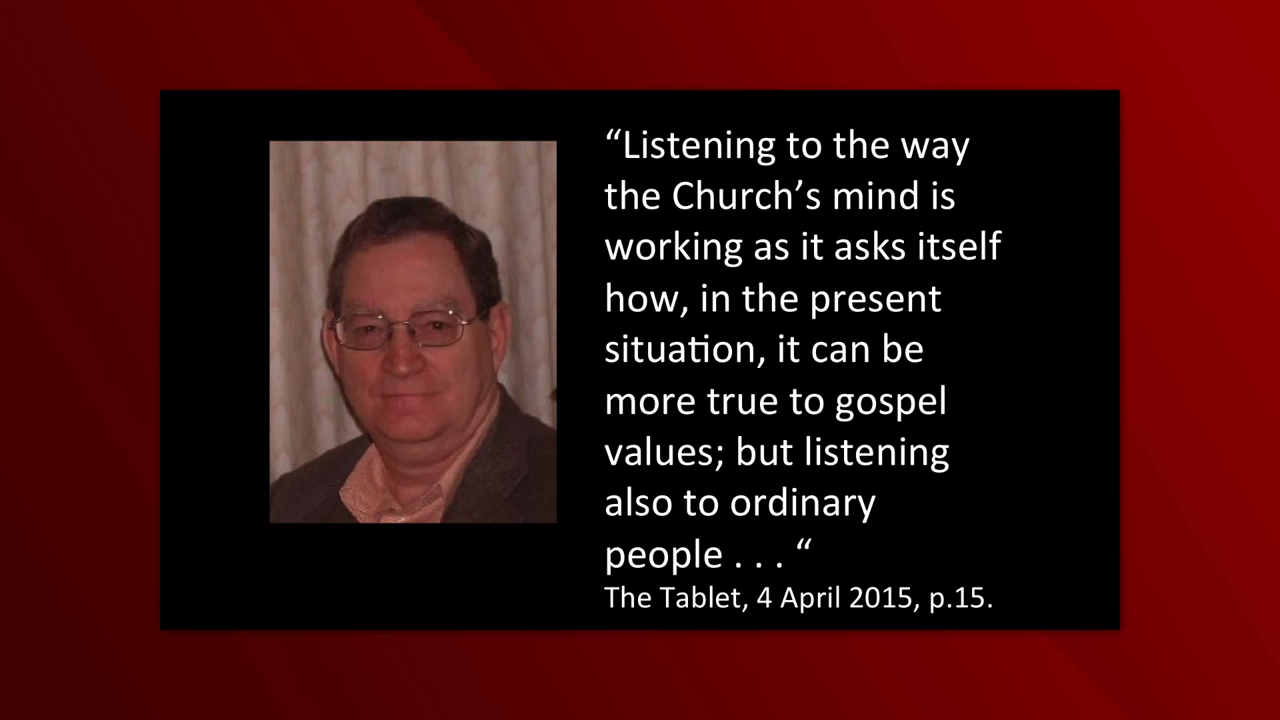 “Listening to the way
the Church’s mind is
working as it asks itself
how, in the present
situation, it can be
more true to gospel
values; but listening
also to ordinary
people . . . “
The Tablet, 4 April 2015, p.15.